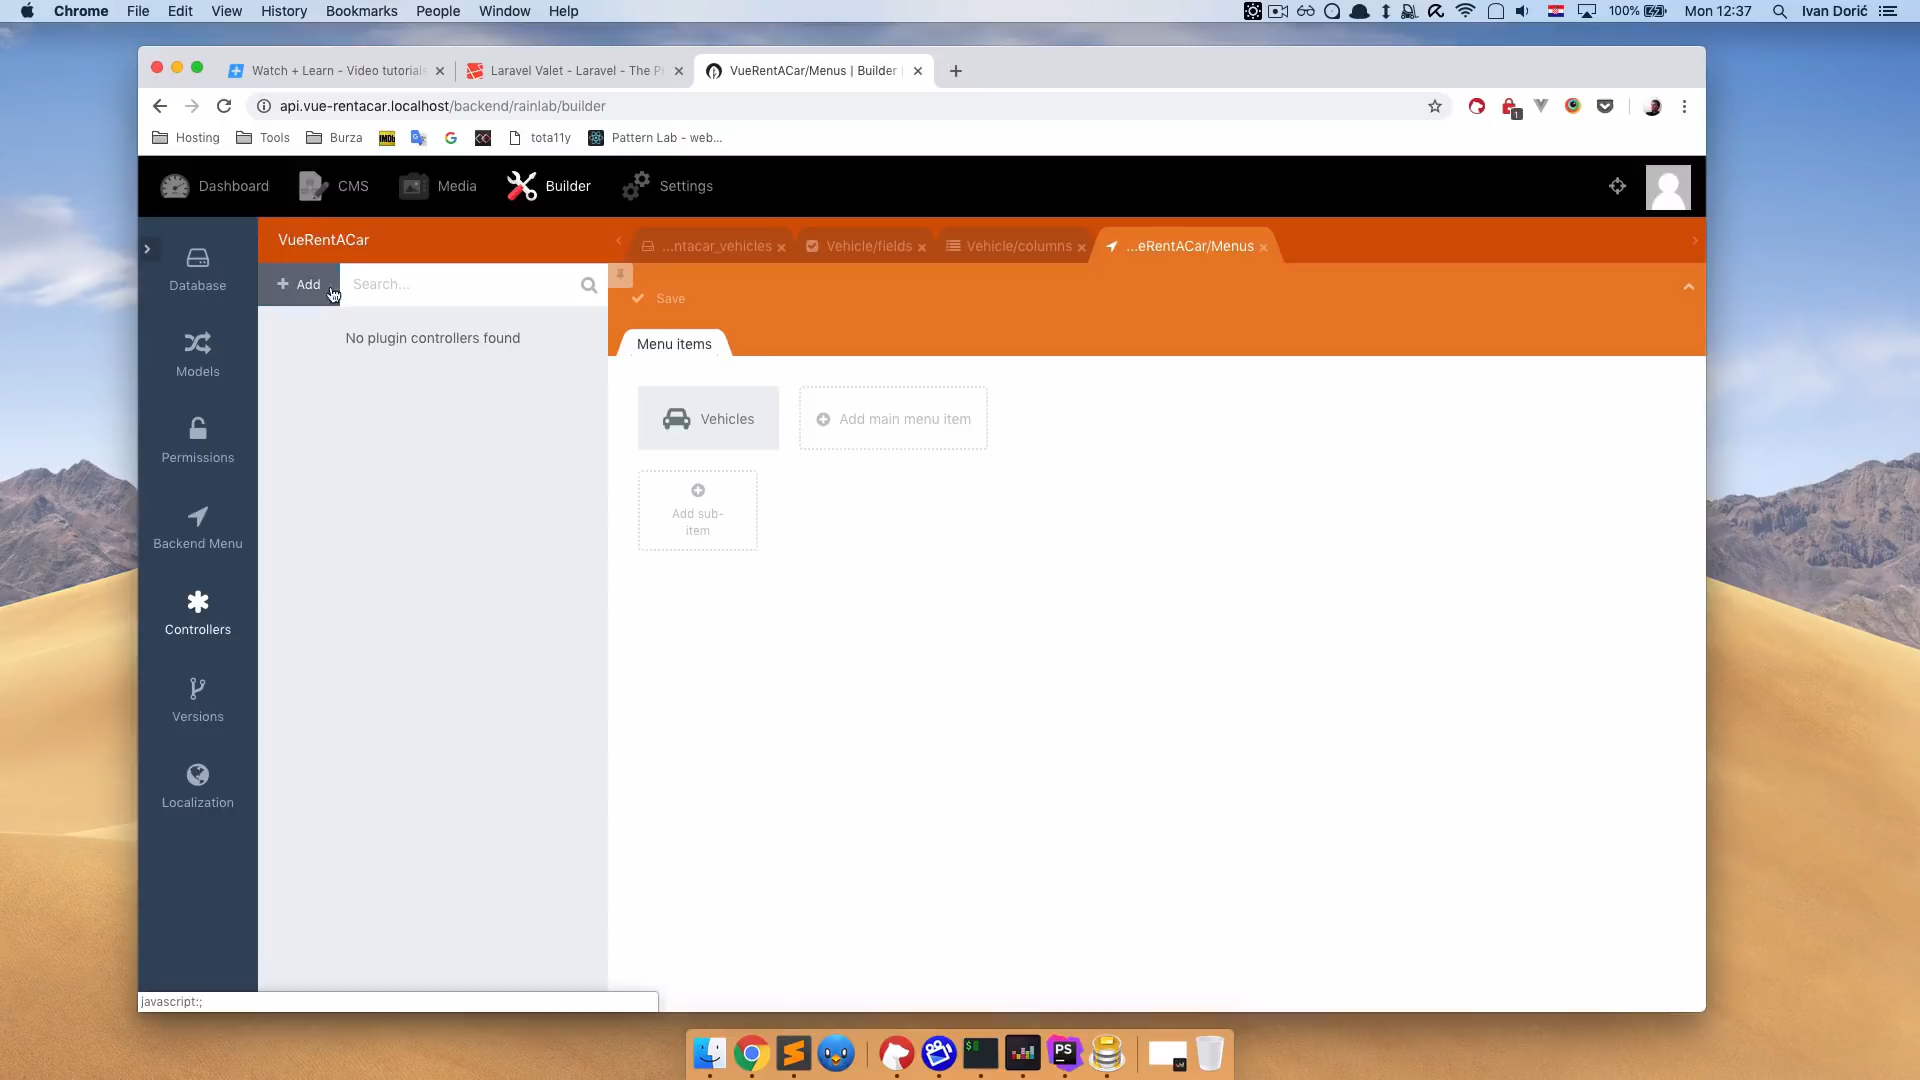 Chrome File Edit View History Bookmarks People Window Help
100% Mon 12:37 Ivan Dorić
Watch + Learn - Video tutorials
Laravel Valet - Laravel - The P
VueRentACar/Menus | Builder
api.vue-rentacar.localhost/backend/rainlab/builder
1
Hosting Tools Burza IMDb G tota11y Pattern Lab - web...
Dashboard CMS Media Builder Settings
VueRentACar
...ntacar_vehicles
Vehicle/fields
Vehicle/columns
...eRentACar/Menus
Database
Models
Permissions
Backend Menu
Controllers
Versions
Localization
+ Add
Search...
No plugin controllers found
Save
Menu items
Vehicles
Add main menu item
Add sub-
item
javascript:;
$
PS